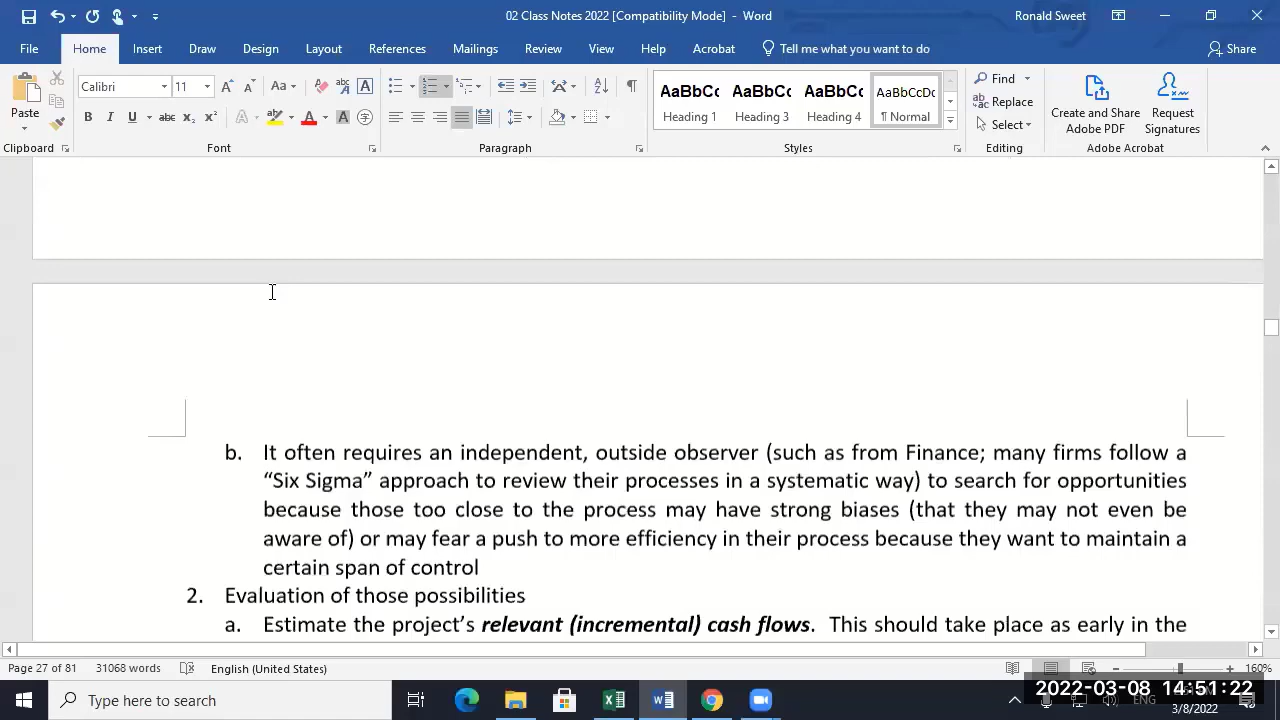 02 Class Notes 2022 [Compatibility Mode] - Word
Ronald Sweet
File Home Insert Draw Design Layout References Mailings Review View Help Acrobat Tell me what you want to do Share
Calibri 11 Aa
AaBbCc AaBbCc AaBbCc AaBbCcDc
Find
Replace
Select
Paste
Heading 1 Heading 3 Heading 4 ¶ Normal
Create and Share
Adobe PDF
Request
Signatures
Clipboard Font Paragraph Styles Editing Adobe Acrobat
b. It often requires an independent, outside observer (such as from Finance; many firms follow a
“Six Sigma” approach to review their processes in a systematic way) to search for opportunities
because those too close to the process may have strong biases (that they may not even be
aware of) or may fear a push to more efficiency in their process because they want to maintain a
certain span of control
2. Evaluation of those possibilities
a. Estimate the project’s relevant (incremental) cash flows. This should take place as early in the
Page 27 of 81 31068 words English (United States) 160%
Type here to search
2022-03-08 14:51:22
ENG
3/8/2022